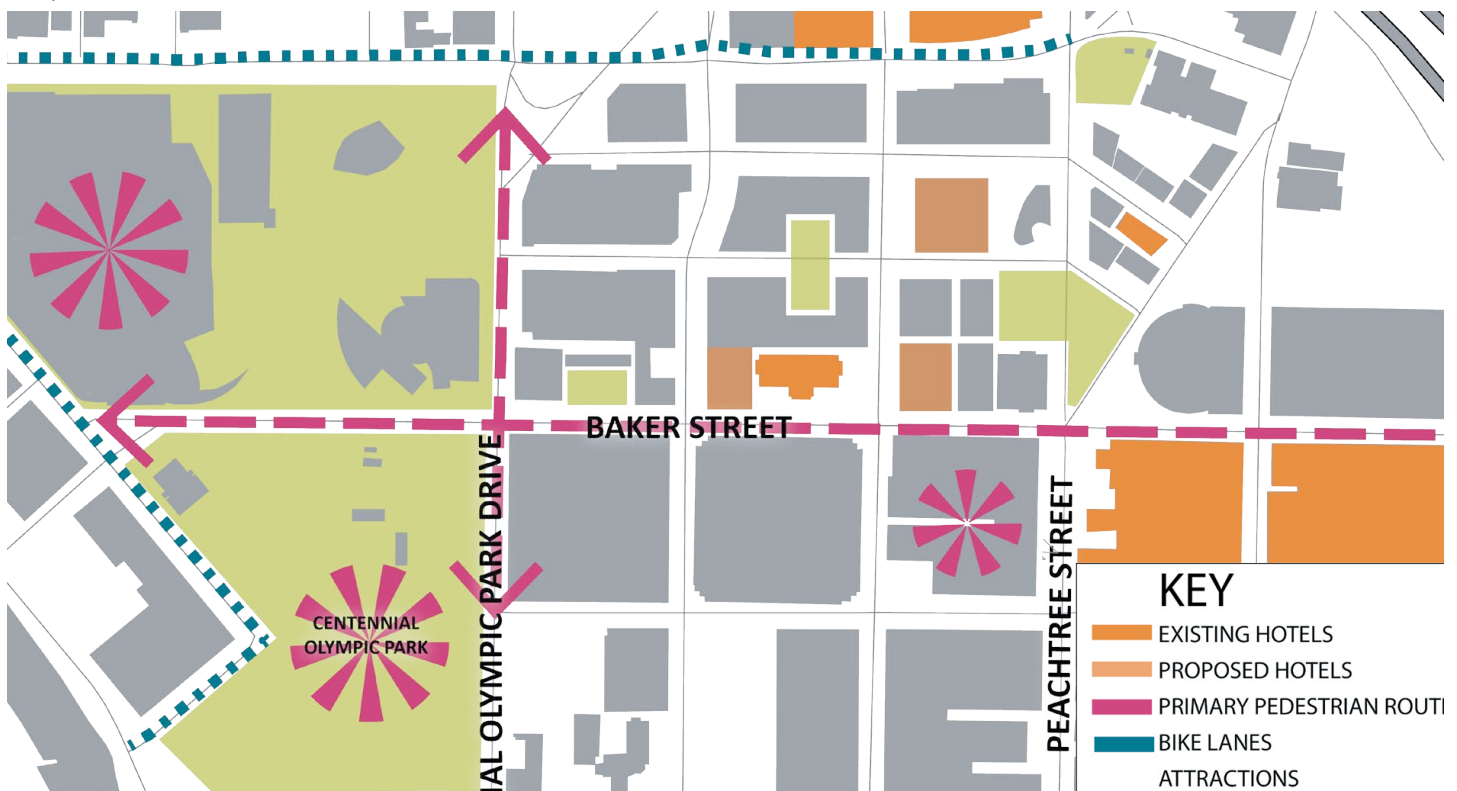 BAKER STREET
IAL OLYMPIC PARK DRIVE
CENTENNIAL
OLYMPIC PARK
PEACHTREE STREET
KEY
EXISTING HOTELS
PROPOSED HOTELS
PRIMARY PEDESTRIAN ROUT
BIKE LANES
ATTRACTIONS